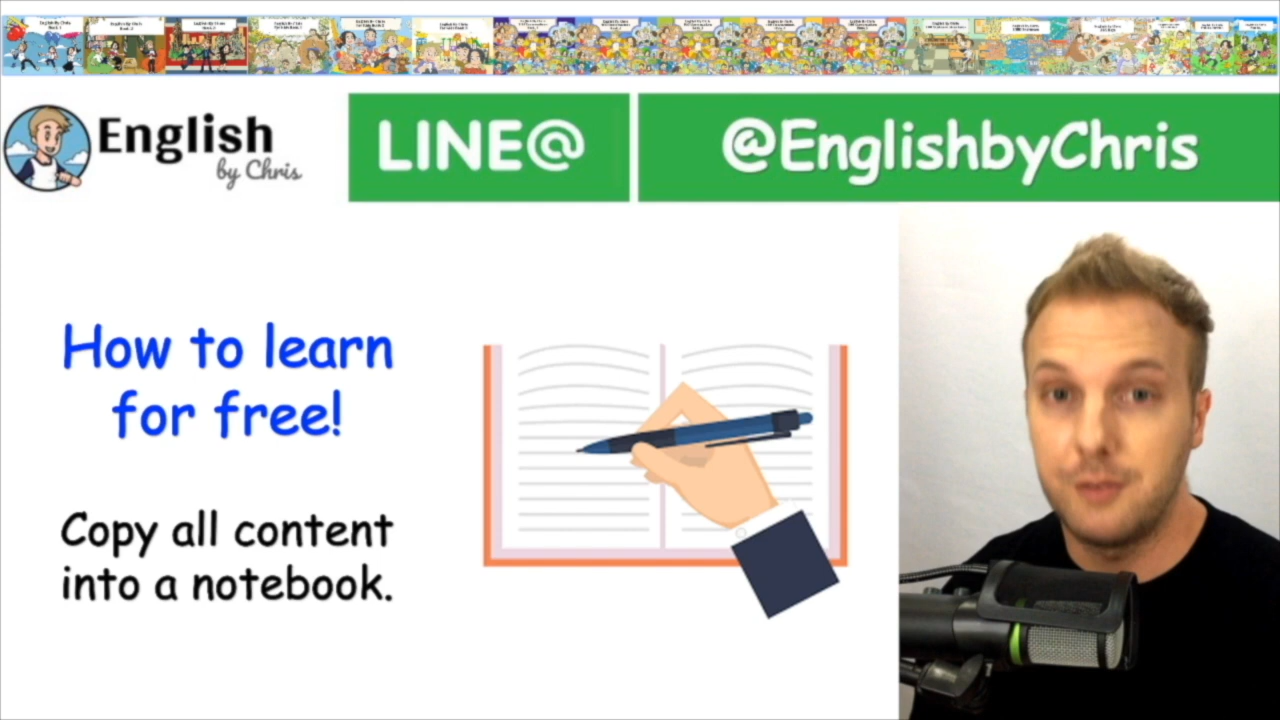 English
by Chris
LINE@
@EnglishbyChris
How to learn
for free!
Copy all content
into a notebook.